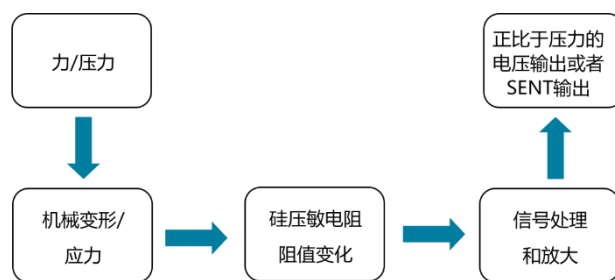 力/压力
正比于压力的
电压输出或者
SENT输出
机械变形/
应力
硅压敏电阻
阻值变化
信号处理
和放大